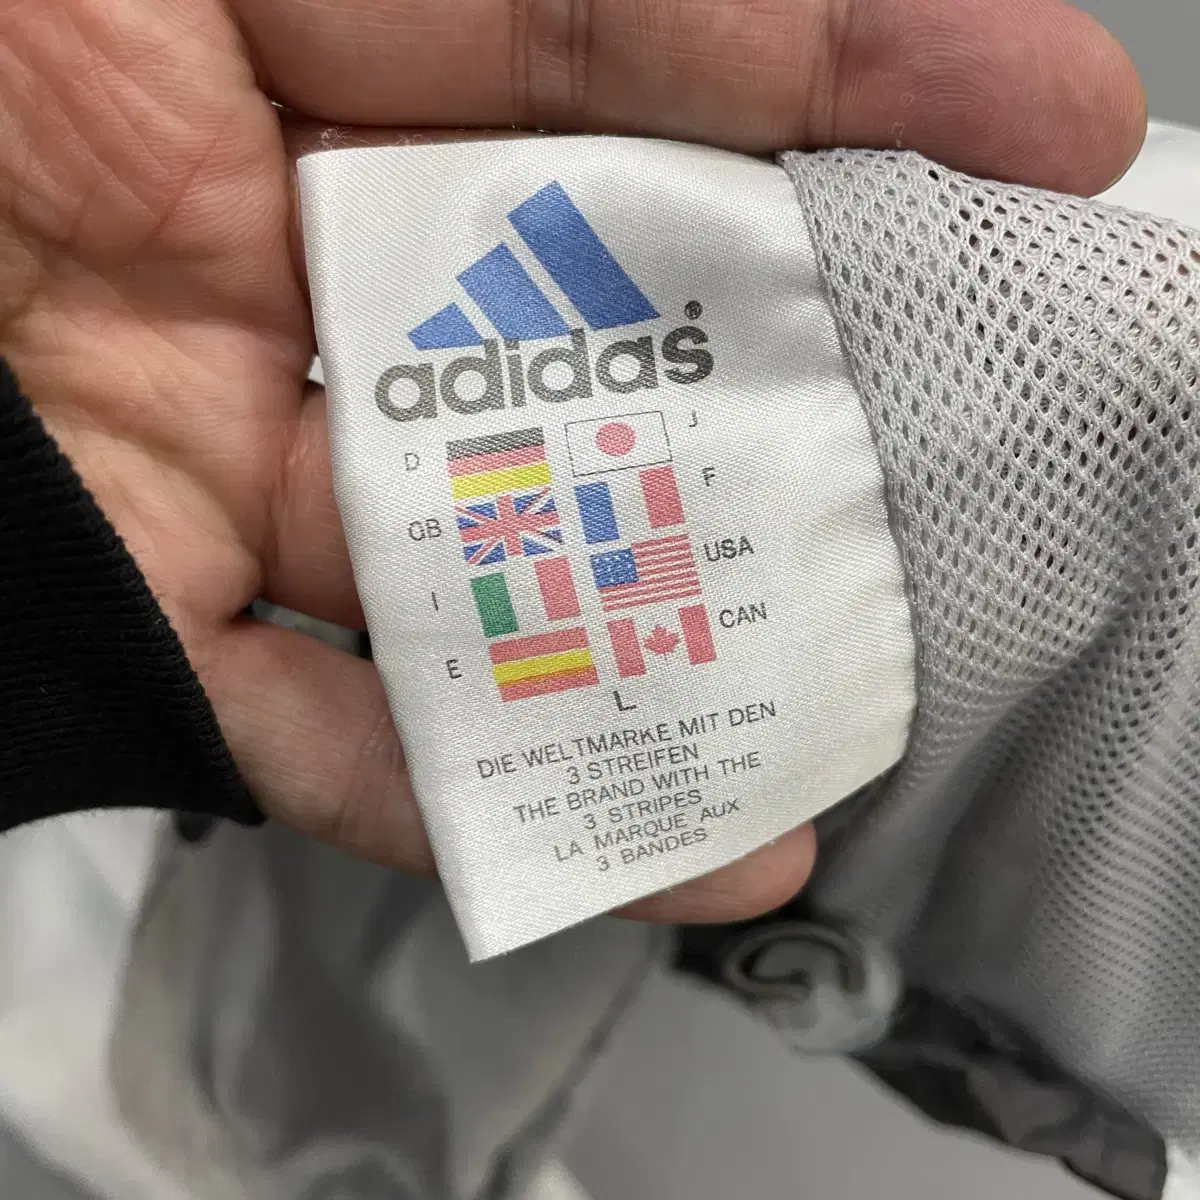 adidas®
D
J
GB
F
I
USA
E
CAN
L
DIE WELTMARKE MIT DEN
3 STREIFEN
THE BRAND WITH THE
3 STRIPES
LA MARQUE AUX
3 BANDES